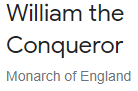 William the
Conqueror
Monarch of England